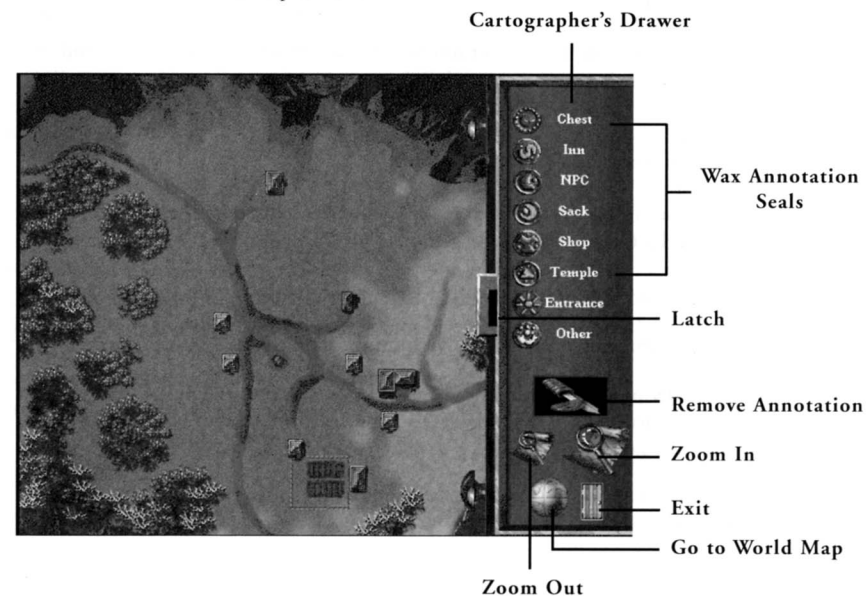 Cartographer's Drawer
Chest
Inn
NPC
Sack
Shop
Temple
Entrance
Other
Wax Annotation
Seals
Latch
Remove Annotation
Zoom In
Exit
Go to World Map
Zoom Out